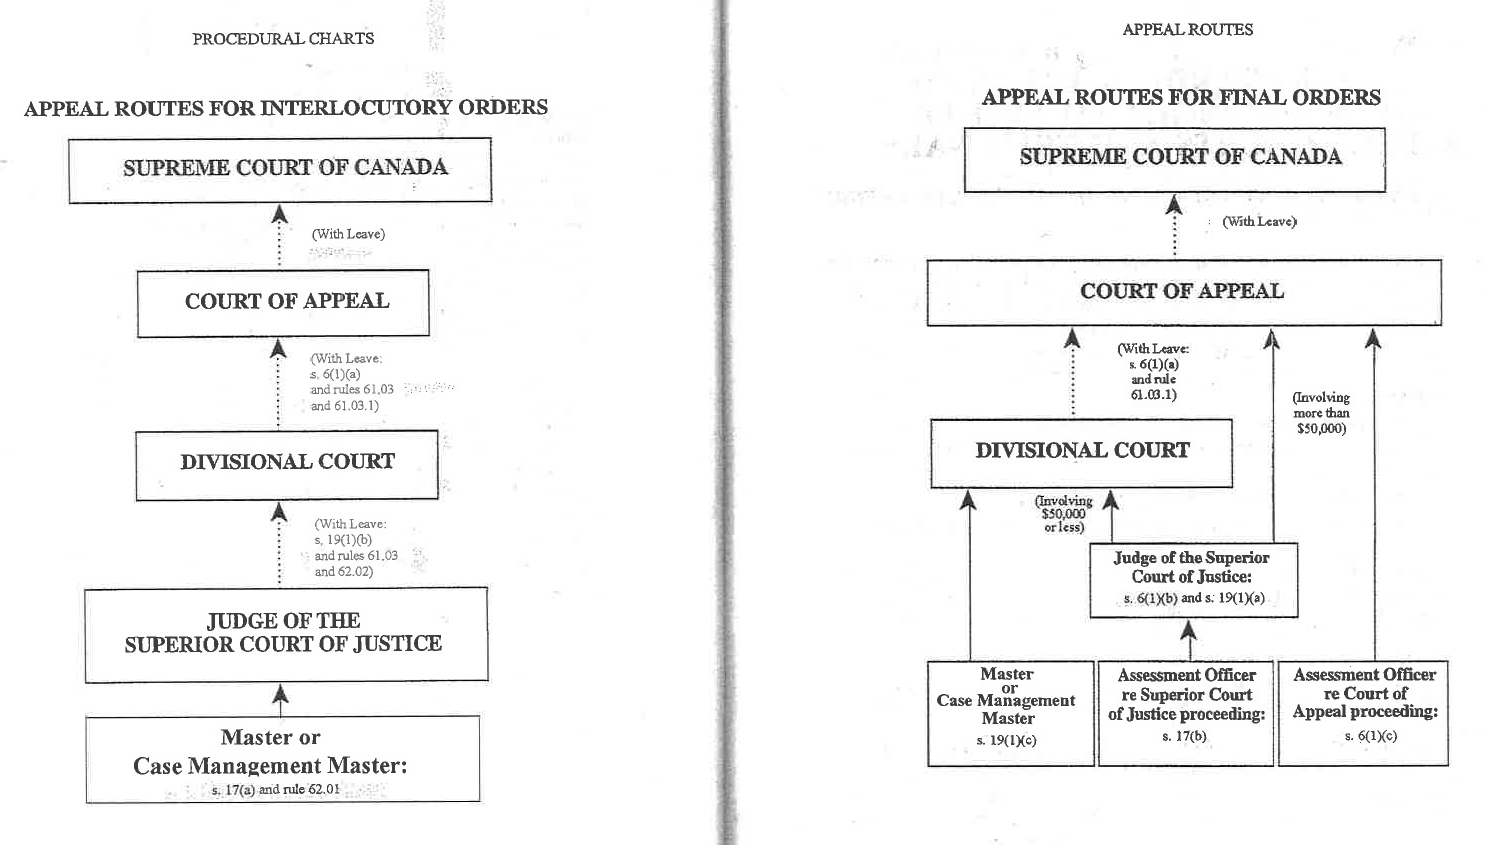 PROCEDURAL CHARTS
APPEAL ROUTES FOR INTERLOCUTORY ORDERS
SUPREME COURT OF CANADA
(With Leave)
COURT OF APPEAL
(With Leave:
s. 6(1)(a)
and rules 61.03
and 61.03.1)
DIVISIONAL COURT
(With Leave:
s. 19(1)(b)
and rules 61.03
and 62.02)
JUDGE OF THE
SUPERIOR COURT OF JUSTICE
Master or
Case Management Master:
s. 17(a) and rule 62.01
APPEAL ROUTES
APPEAL ROUTES FOR FINAL ORDERS
SUPREME COURT OF CANADA
(With Leave)
COURT OF APPEAL
(With Leave:
s. 6(1)(a)
and rule
61.03.1)
(Involving
more than
$50,000)
DIVISIONAL COURT
(Involving
$50,000
or less)
Judge of the Superior
Court of Justice:
s. 6(1)(b) and s. 19(1)(a)
Master
or
Case Management
Master
s. 19(1)(c)
Assessment Officer
re Superior Court
of Justice proceeding:
s. 17(b)
Assessment Officer
re Court of
Appeal proceeding:
s. 6(1)(c)